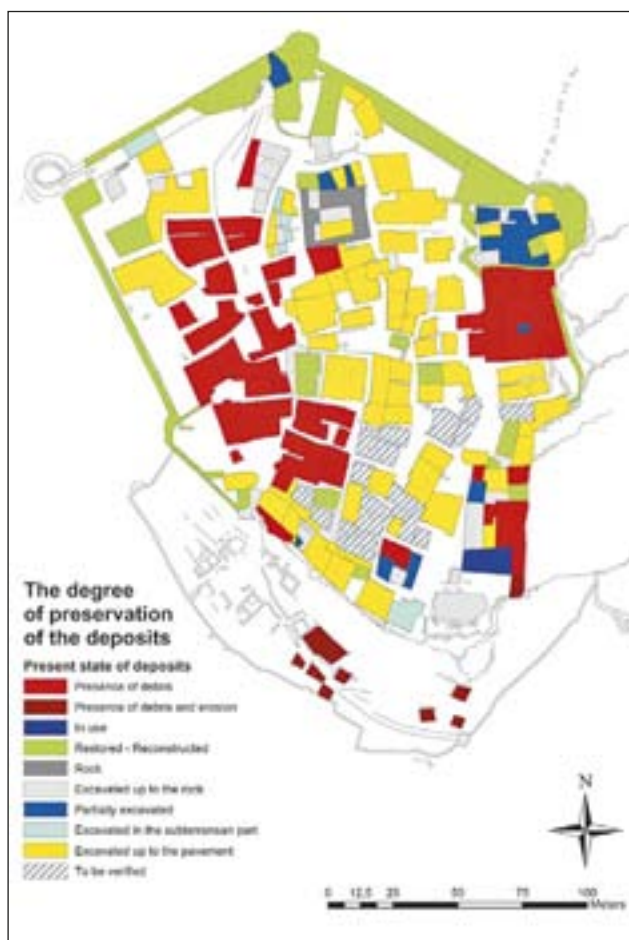 The degree
of preservation
of the deposits
Present state of deposits
Presence of debris
Presence of debris and erosion
In use
Restored - Reconstructed
Rock
Excavated up to the rock
Partially excavated
Excavated in the subterranean part
Excavated up to the pavement
To be verified
N
0 12,5 25 50 75 100
Meters